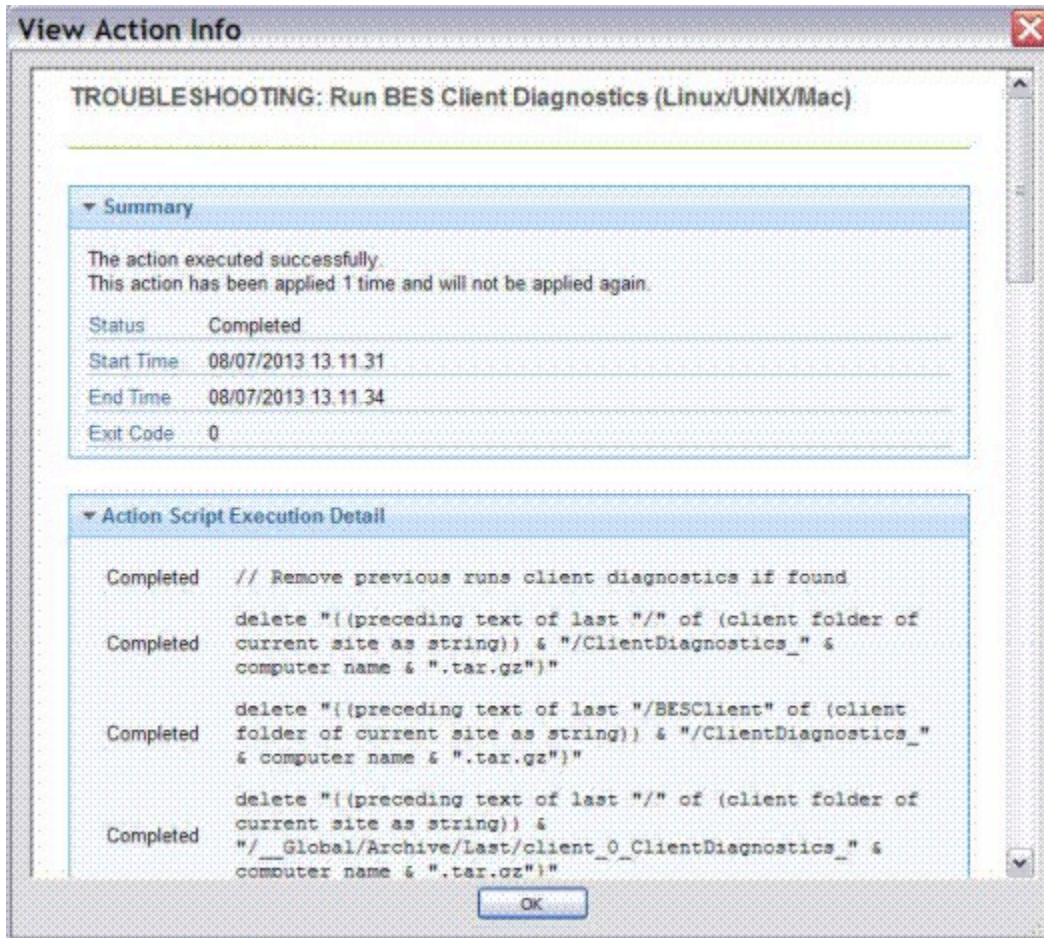 View Action Info
TROUBLESHOOTING: Run BES Client Diagnostics (Linux/UNIX/Mac)
Summary
The action executed successfully.
This action has been applied 1 time and will not be applied again.
Status Completed
Start Time 08/07/2013 13.11.31
End Time 08/07/2013 13.11.34
Exit Code 0
Action Script Execution Detail
Completed // Remove previous runs client diagnostics if found
delete "{(preceding text of last "/" of (client folder of
Completed current site as string)) & "/ClientDiagnostics_" &
computer name & ".tar.gz"}"
delete "{(preceding text of last "/BESClient" of (client
Completed folder of current site as string)) & "/ClientDiagnostics_"
& computer name & ".tar.gz"}"
delete "{(preceding text of last "/" of (client folder of
current site as string)) &
Completed "/__Global/Archive/Last/client_0_ClientDiagnostics_" &
computer name & ".tar.gz"}"
OK